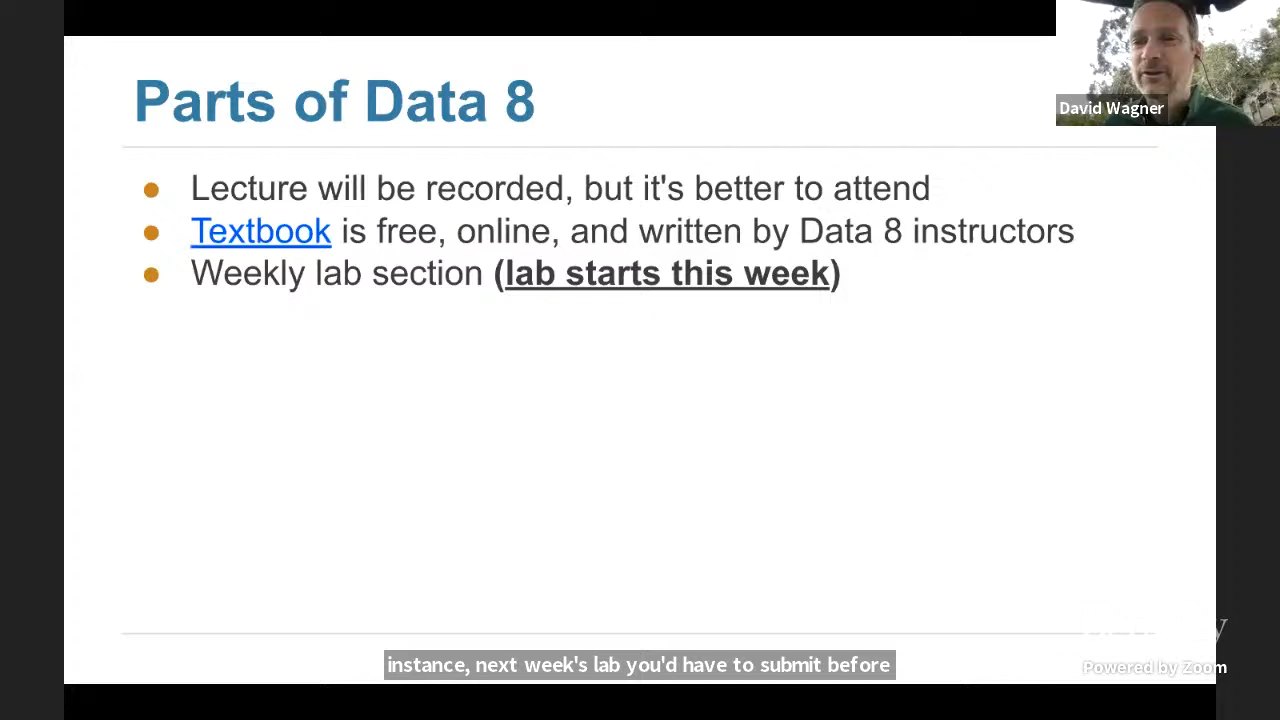 Parts of Data 8
David Wagner
Lecture will be recorded, but it's better to attend
Textbook is free, online, and written by Data 8 instructors
Weekly lab section (lab starts this week)
instance, next week's lab you'd have to submit before
Powered by Zoom